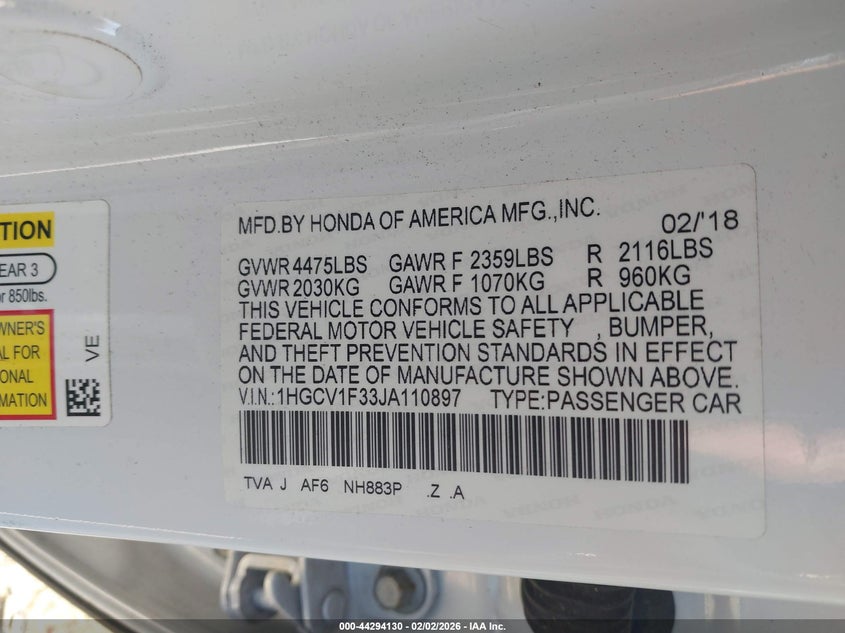 TION
EAR 3
or 850lbs.
WNER'S
AL FOR
ONAL
MATION
VE
MFD.BY HONDA OF AMERICA MFG.,INC. 02/'18
GVWR 4475LBS GAWR F 2359LBS R 2116LBS
GVWR 2030KG GAWR F 1070KG R 960KG
THIS VEHICLE CONFORMS TO ALL APPLICABLE
FEDERAL MOTOR VEHICLE SAFETY , BUMPER,
AND THEFT PREVENTION STANDARDS IN EFFECT
ON THE DATE OF MANUFACTURE SHOWN ABOVE.
V.I.N.:1HGCV1F33JA110897 TYPE:PASSENGER CAR
TVA J AF6 NH883P .Z .A
000-44294130 - 02/02/2026 - IAA Inc.